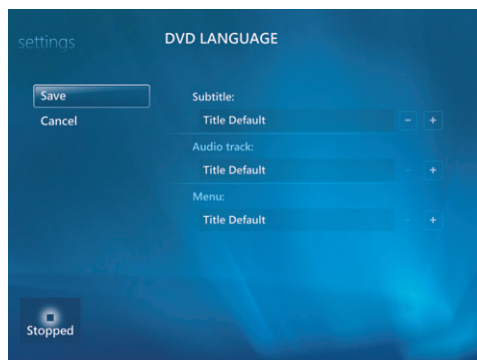 settings
DVD LANGUAGE
Save
Cancel
Subtitle:
Title Default - +
Audio track:
Title Default - +
Menu:
Title Default - +
Stopped